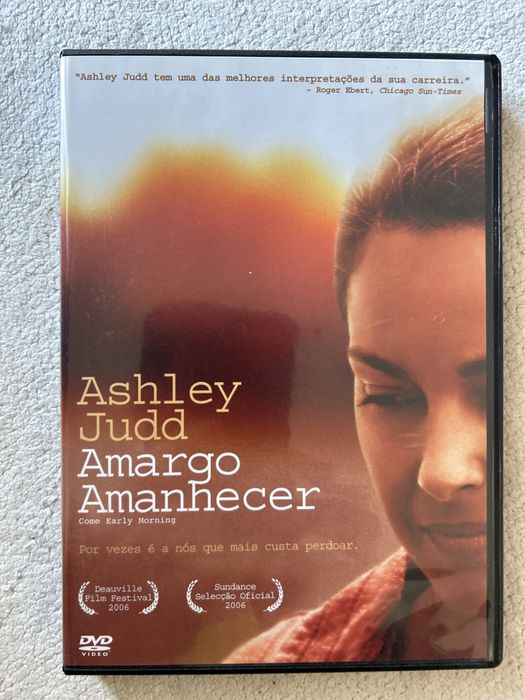 "Ashley Judd tem uma das melhores interpretações da sua carreira."
– Roger Ebert, Chicago Sun-Times
Ashley
Judd
Amargo
Amanhecer
Come Early Morning
Por vezes é a nós que mais custa perdoar.
Deauville
Film Festival
2006
Sundance
Selecção Oficial
2006
DVD
VIDEO